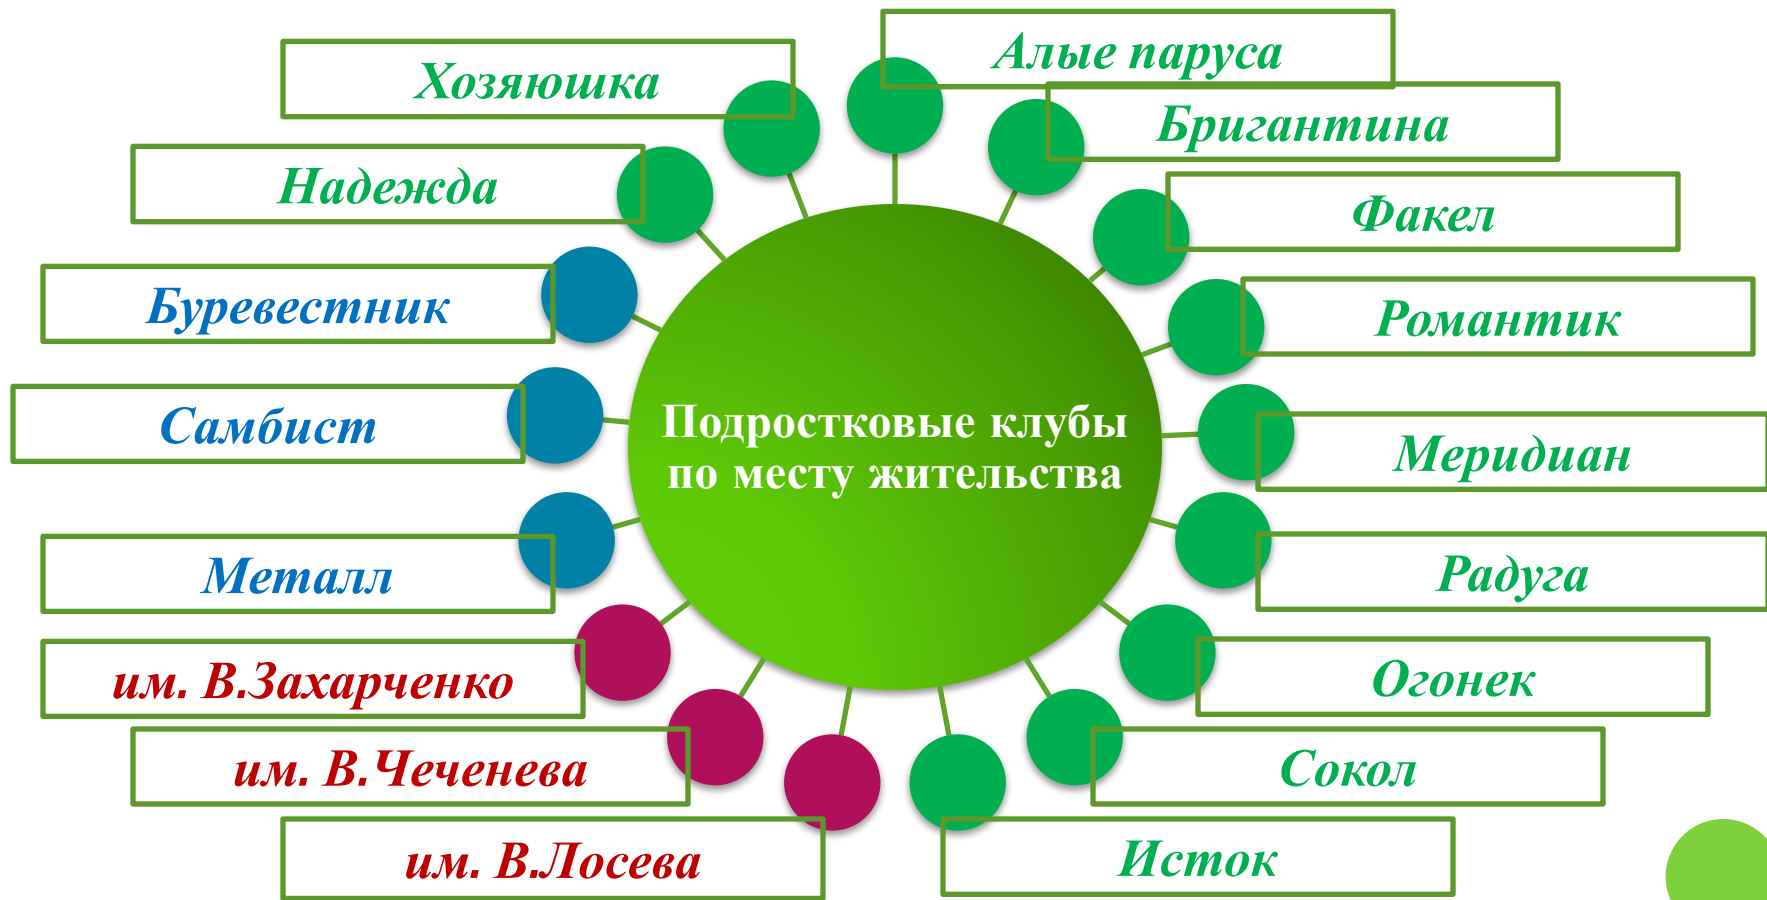 Алые паруса
Хозяюшка
Бригантина
Надежда
Факел
Буревестник
Романтик
Самбист
Подростковые клубы
по месту жительства
Меридиан
Металл
Радуга
им. В.Захарченко
Огонек
им. В.Чеченева
Сокол
им. В.Лосева
Исток